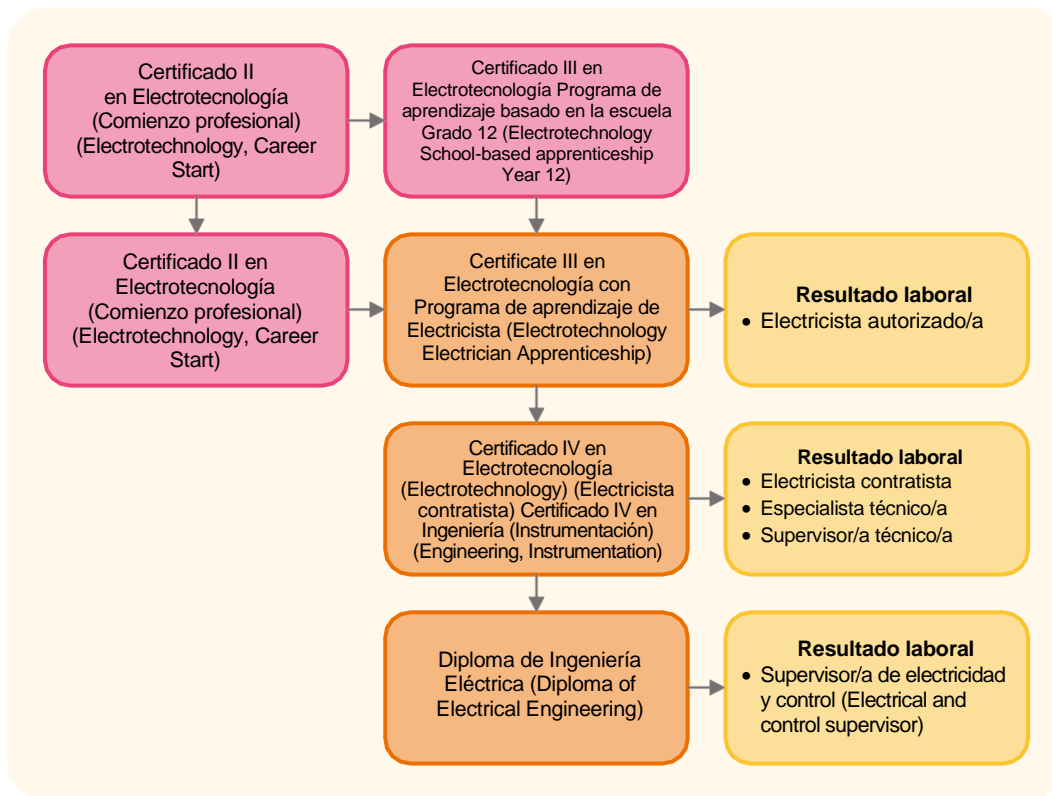 Certificado II
en Electrotecnología
(Comienzo profesional)
(Electrotechnology, Career
Start)
Certificado III en
Electrotecnología Programa de
aprendizaje basado en la escuela
Grado 12 (Electrotechnology
School-based apprenticeship
Year 12)
Certificado II en
Electrotecnología
(Comienzo profesional)
(Electrotechnology, Career
Start)
Certificate III en
Electrotecnología con
Programa de aprendizaje de
Electricista (Electrotechnology
Electrician Apprenticeship)
Resultado laboral
• Electricista autorizado/a
Certificado IV en
Electrotecnología
(Electrotechnology) (Electricista
contratista) Certificado IV en
Ingeniería (Instrumentación)
(Engineering, Instrumentation)
Resultado laboral
• Electricista contratista
• Especialista técnico/a
• Supervisor/a técnico/a
Diploma de Ingeniería
Eléctrica (Diploma of
Electrical Engineering)
Resultado laboral
• Supervisor/a de electricidad
y control (Electrical and
control supervisor)